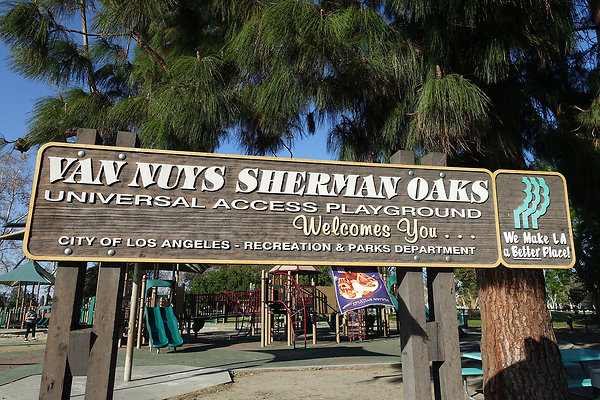 VAN NUYS SHERMAN OAKS
UNIVERSAL ACCESS PLAYGROUND
Welcomes You . . .
CITY OF LOS ANGELES - RECREATION & PARKS DEPARTMENT
We Make LA
a Better Place!